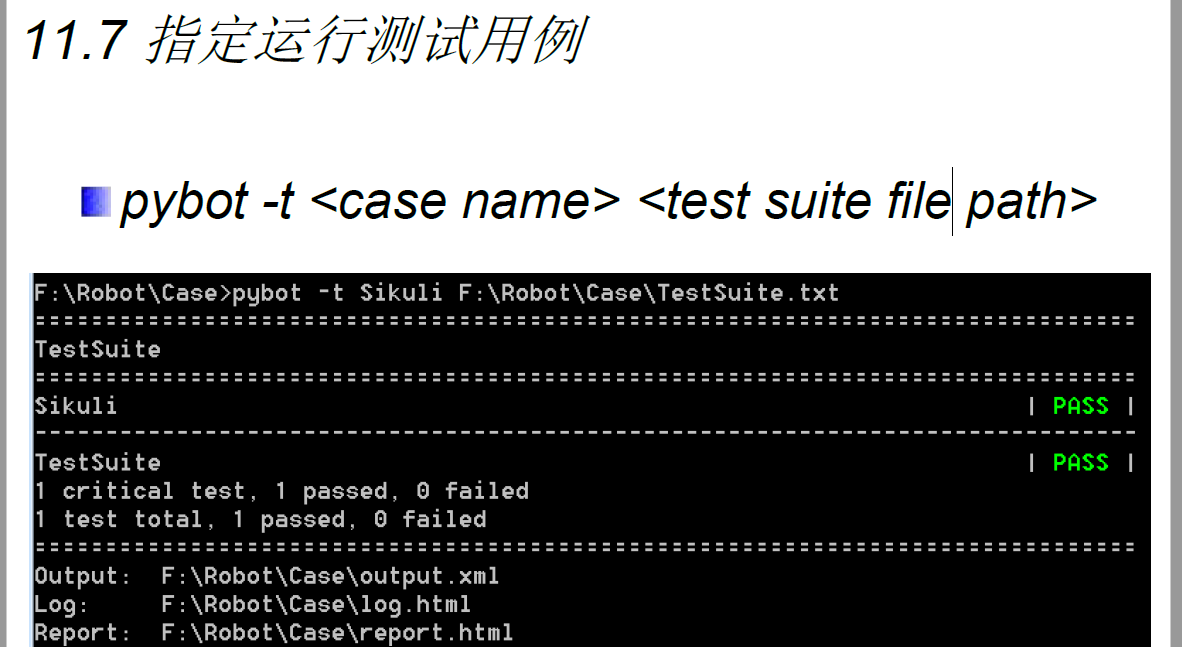 11.7 指定运行测试用例
pybot -t <case name> <test suite file path>
F:\Robot\Case>pybot -t Sikuli F:\Robot\Case\TestSuite.txt
==============================================================================
TestSuite
==============================================================================
Sikuli | PASS |
------------------------------------------------------------------------------
TestSuite | PASS |
1 critical test, 1 passed, 0 failed
1 test total, 1 passed, 0 failed
==============================================================================
Output: F:\Robot\Case\output.xml
Log: F:\Robot\Case\log.html
Report: F:\Robot\Case\report.html